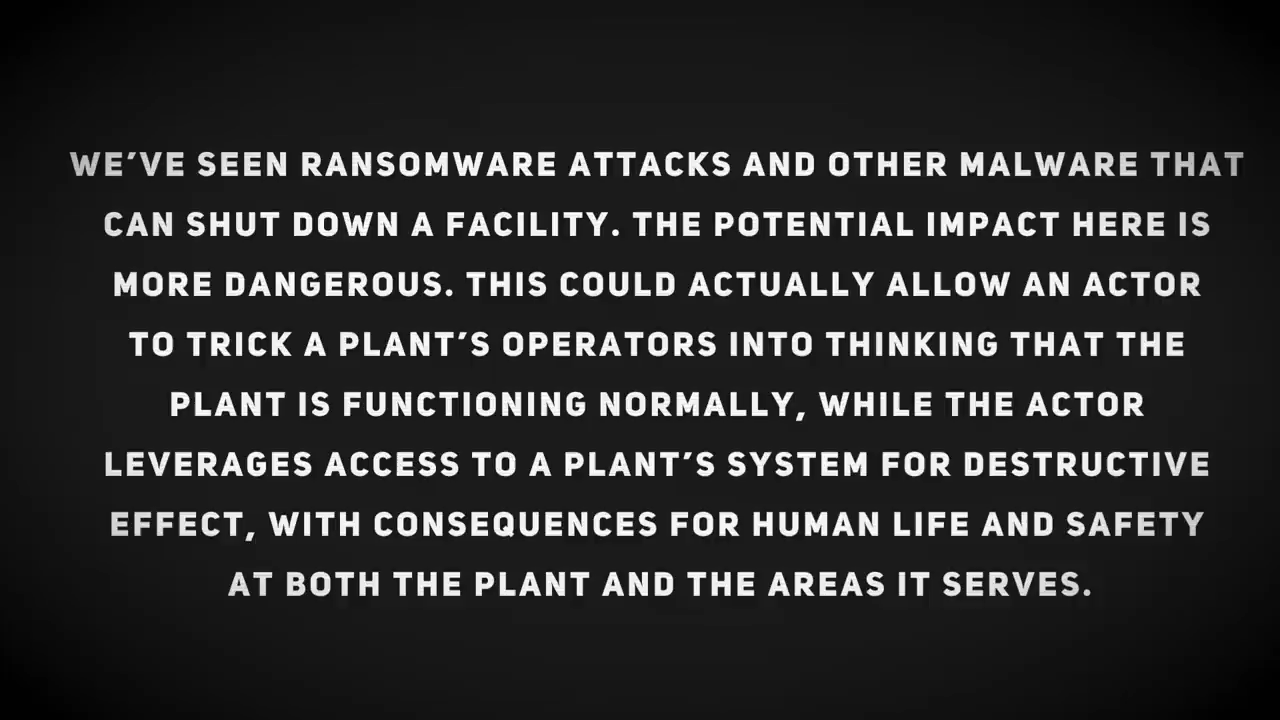 WE'VE SEEN RANSOMWARE ATTACKS AND OTHER MALWARE THAT
CAN SHUT DOWN A FACILITY. THE POTENTIAL IMPACT HERE IS
MORE DANGEROUS. THIS COULD ACTUALLY ALLOW AN ACTOR
TO TRICK A PLANT'S OPERATORS INTO THINKING THAT THE
PLANT IS FUNCTIONING NORMALLY, WHILE THE ACTOR
LEVERAGES ACCESS TO A PLANT'S SYSTEM FOR DESTRUCTIVE
EFFECT, WITH CONSEQUENCES FOR HUMAN LIFE AND SAFETY
AT BOTH THE PLANT AND THE AREAS IT SERVES.